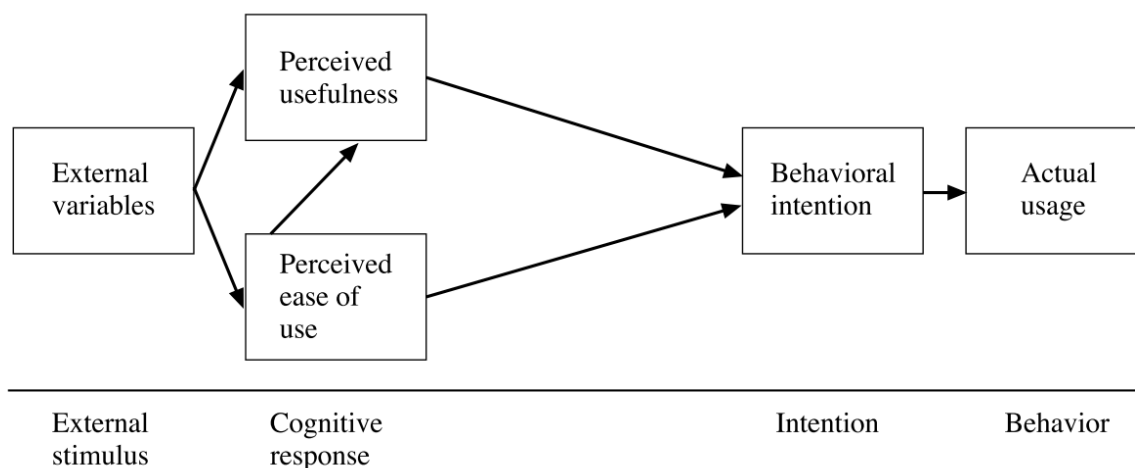 Perceived
usefulness
External
variables
Behavioral
intention
Actual
usage
Perceived
ease of
use
External
stimulus
Cognitive
response
Intention
Behavior